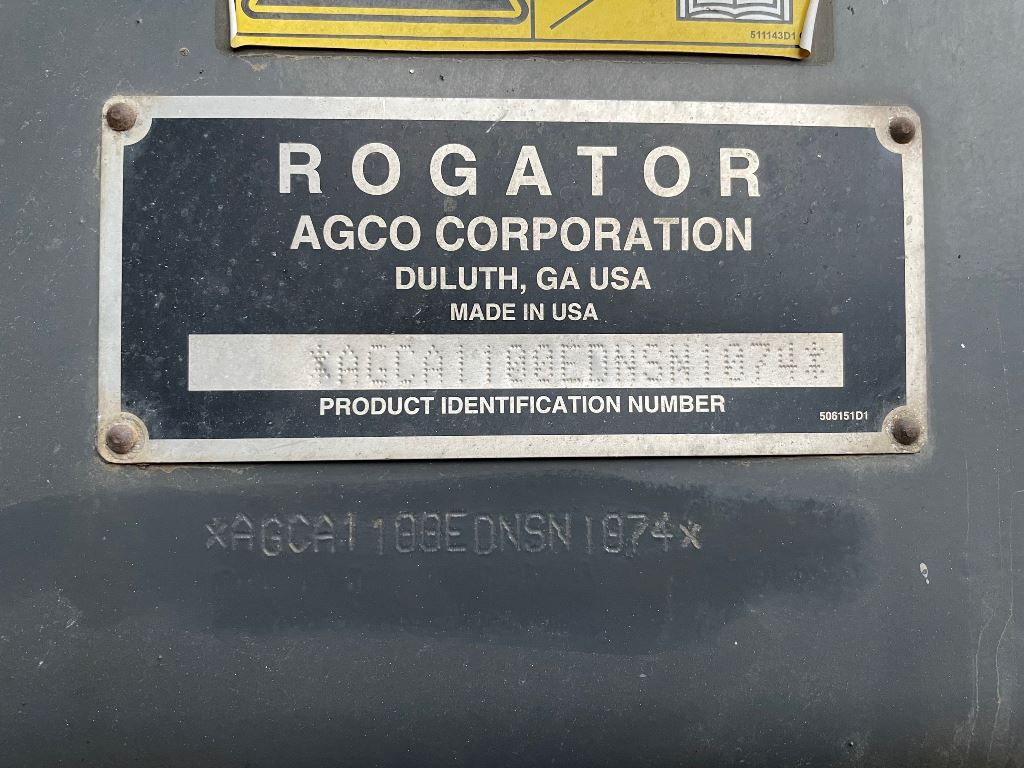 511143D1
ROGATOR
AGCO CORPORATION
DULUTH, GA USA
MADE IN USA
*AGCA1100EDNSN1074*
PRODUCT IDENTIFICATION NUMBER
506151D1
*AGCA1100EDNSN1074*